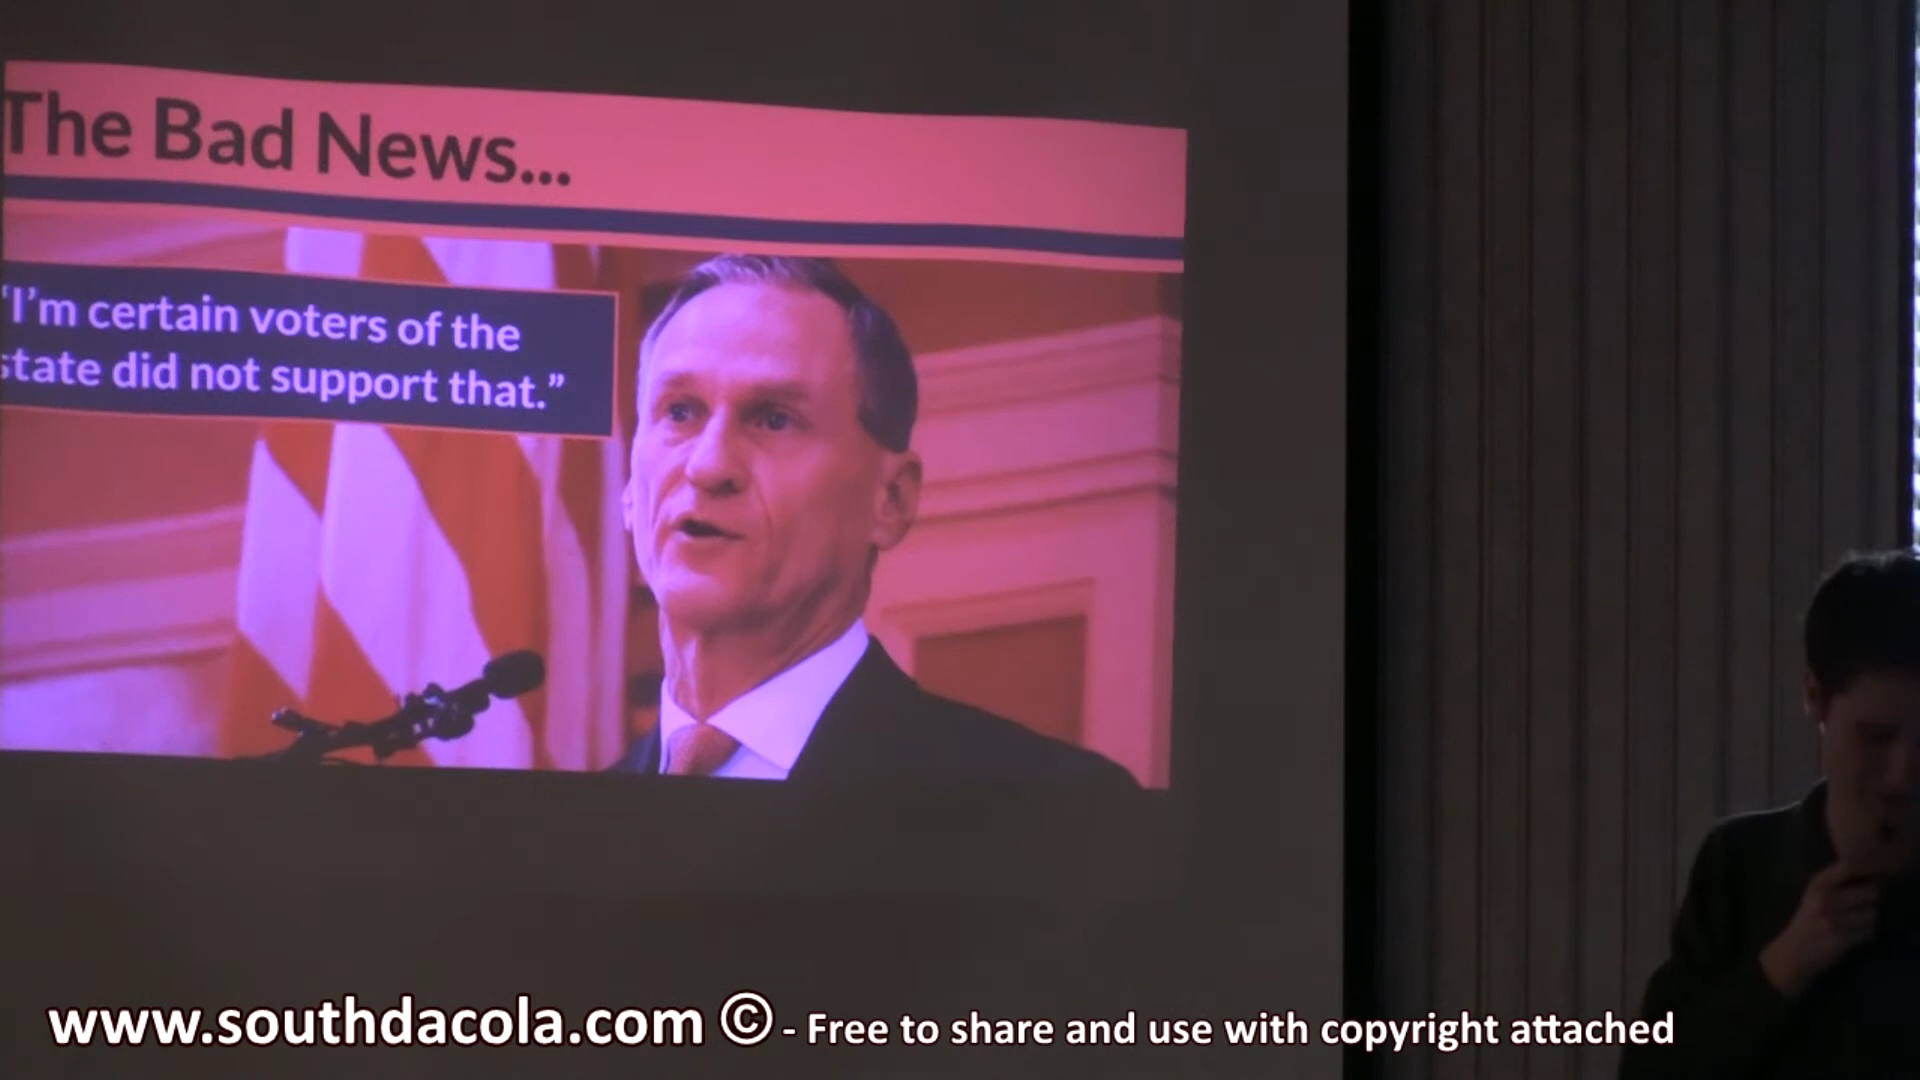 The Bad News...
"I'm certain voters of the
state did not support that."
www.southdacola.com © - Free to share and use with copyright attached